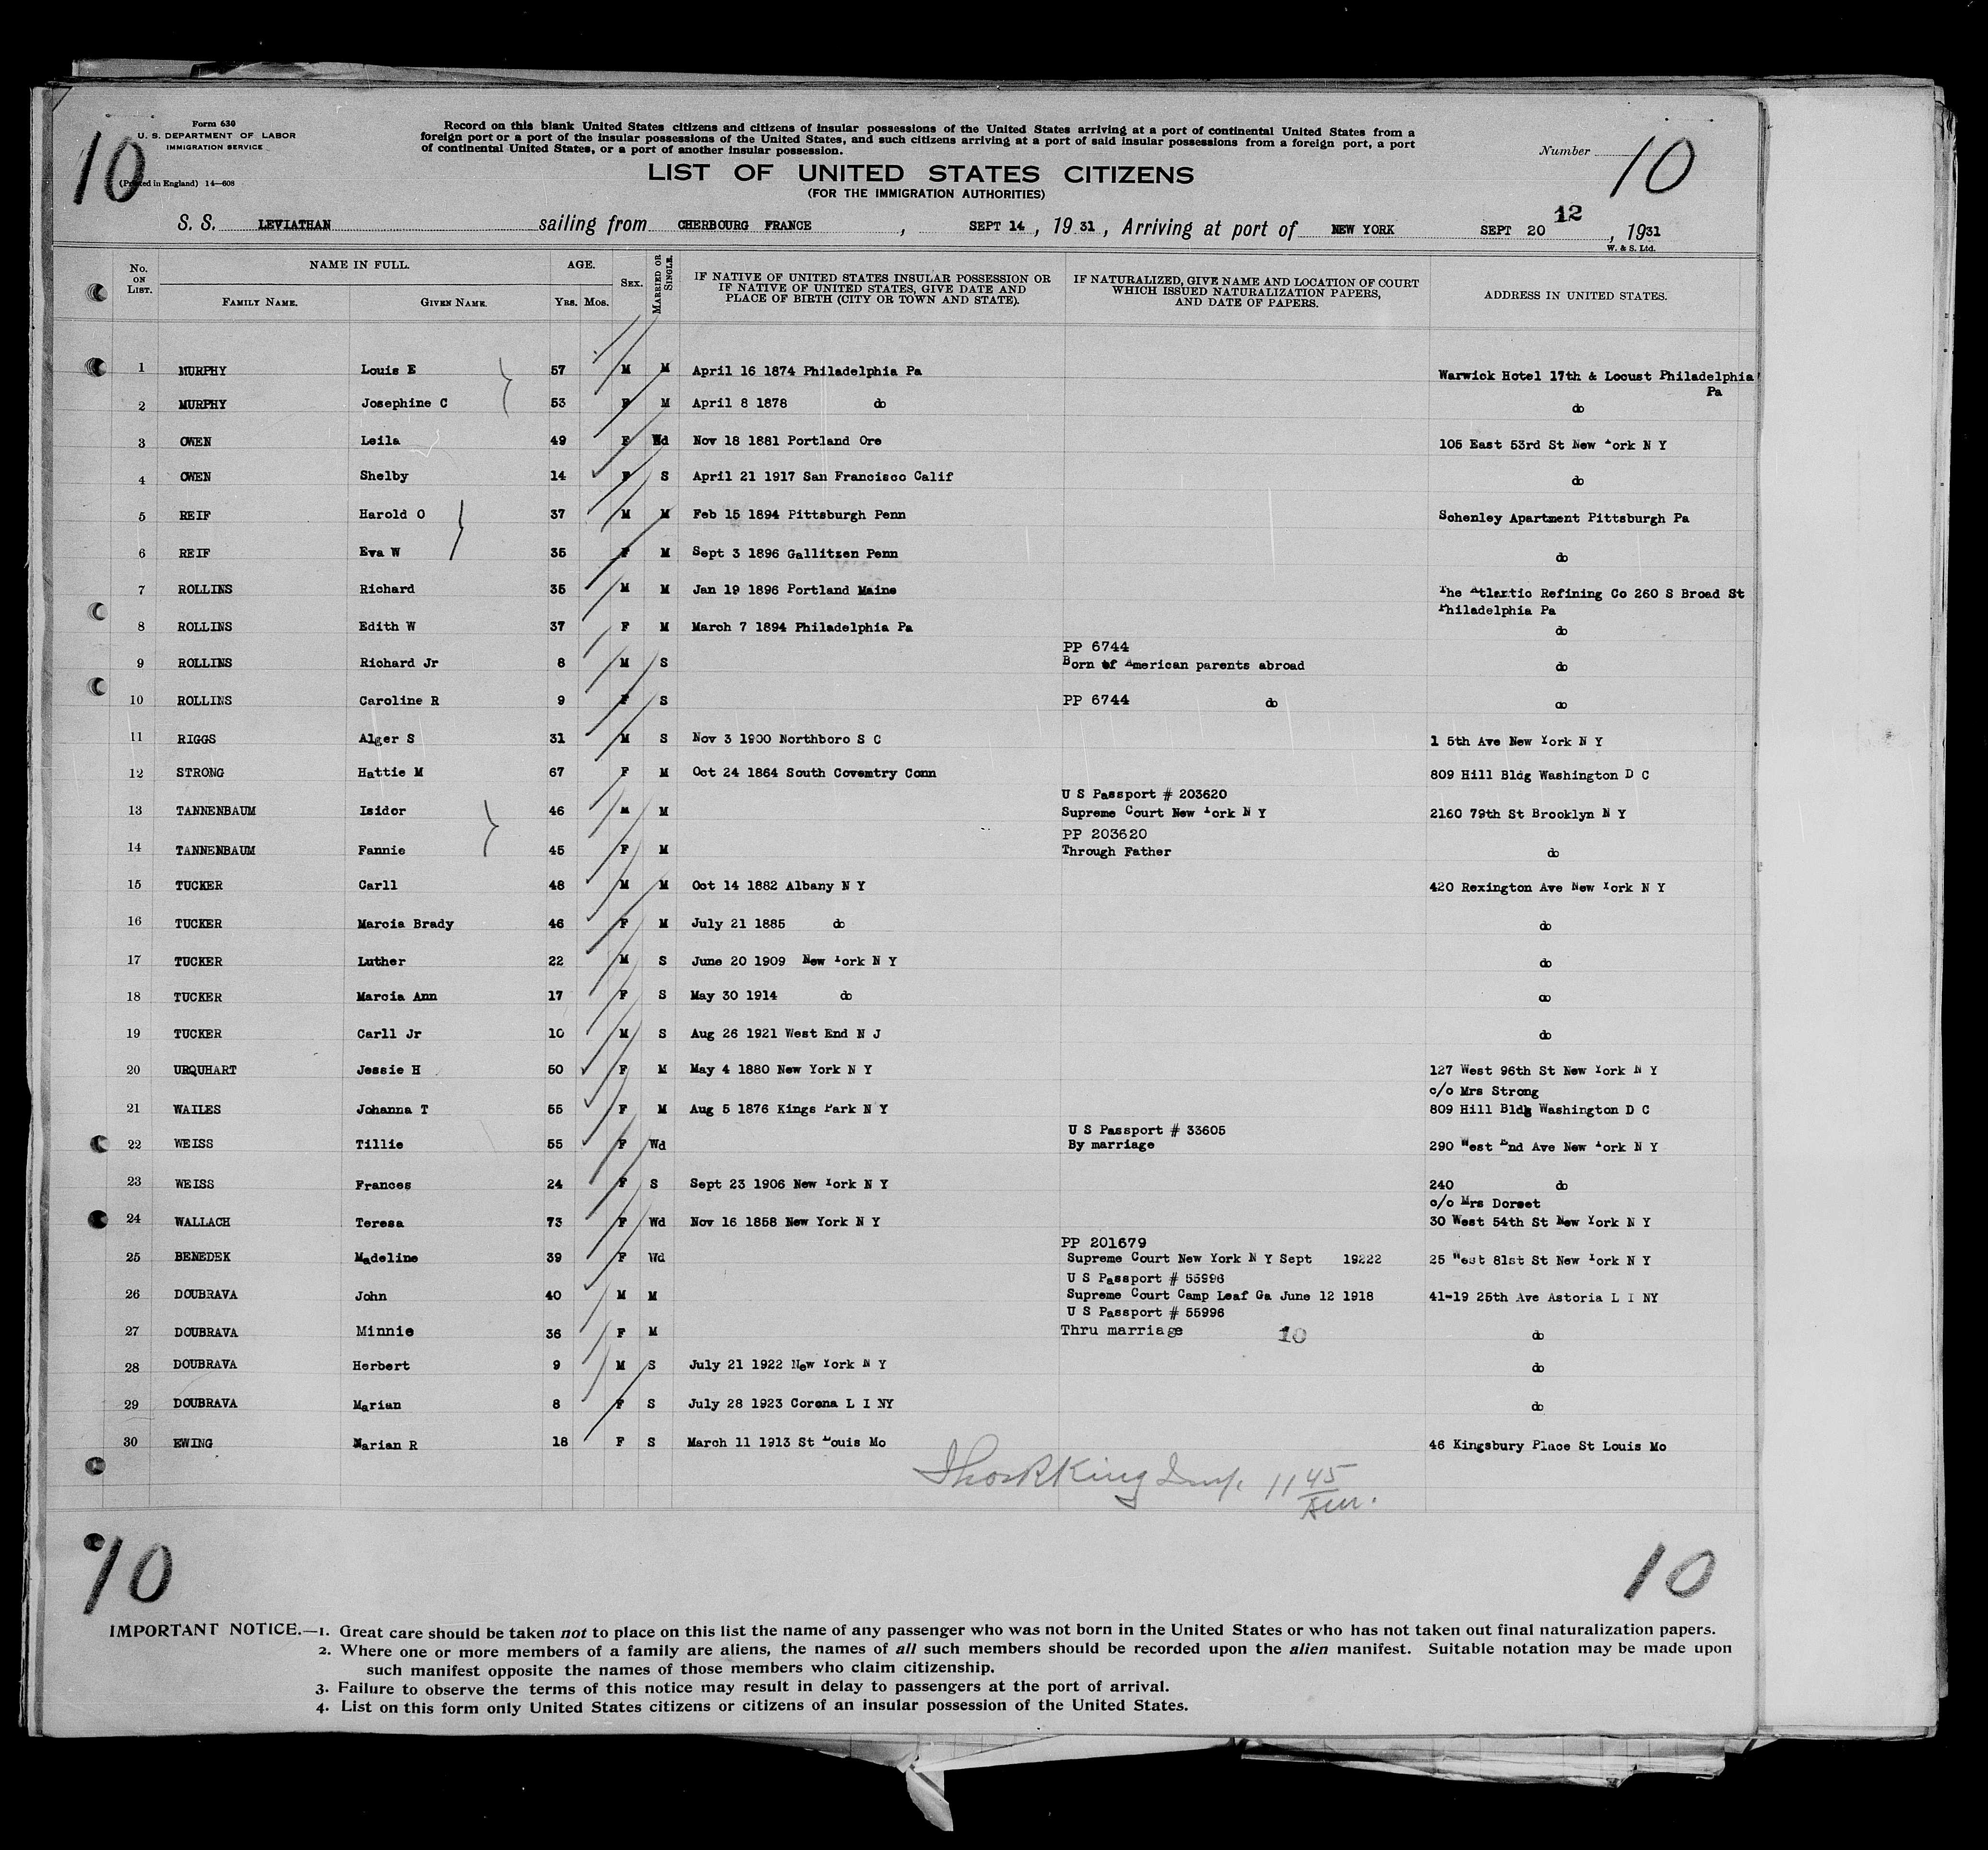 Form 630
U. S. DEPARTMENT OF LABOR
IMMIGRATION SERVICE
(Printed in England) 14—608
10
Record on this blank United States citizens and citizens of insular possessions of the United States arriving at a port of continental United States from a
foreign port or a port of the insular possessions of the United States, and such citizens arriving at a port of said insular possessions from a foreign port, a port
of continental United States, or a port of another insular possession.
Number 10
LIST OF UNITED STATES CITIZENS
(FOR THE IMMIGRATION AUTHORITIES)
S. S. LEVIATHAN sailing from CHERBOURG FRANCE , SEPT 14 , 19 31 , Arriving at port of NEW YORK SEPT 20 12 , 1931
W. & S. Ltd.
No. ON LIST. NAME IN FULL. AGE. SEX. MARRIED OR SINGLE. IF NATIVE OF UNITED STATES INSULAR POSSESSION OR IF NATIVE OF UNITED STATES, GIVE DATE AND PLACE OF BIRTH (CITY OR TOWN AND STATE). IF NATURALIZED, GIVE NAME AND LOCATION OF COURT WHICH ISSUED NATURALIZATION PAPERS, AND DATE OF PAPERS. ADDRESS IN UNITED STATES.
FAMILY NAME. GIVEN NAME. Yrs. Mos.
1 MURPHY Louis E 57 M M April 16 1874 Philadelphia Pa Warwick Hotel 17th & Locust Philadelphia
Pa
2 MURPHY Josephine C 53 F M April 8 1878 do do
3 OWEN Leila 49 F Wd Nov 18 1881 Portland Ore 105 East 53rd St New York N Y
4 OWEN Shelby 14 F S April 21 1917 San Francisco Calif do
5 REIF Harold O 37 M M Feb 15 1894 Pittsburgh Penn Schenley Apartment Pittsburgh Pa
6 REIF Eva W 35 F M Sept 3 1896 Gallitzen Penn do
7 ROLLINS Richard 35 M M Jan 19 1896 Portland Maine The Atlantic Refining Co 260 S Broad St
Philadelphia Pa
8 ROLLINS Edith W 37 F M March 7 1894 Philadelphia Pa do
PP 6744
9 ROLLINS Richard Jr 8 M S Born of American parents abroad do
10 ROLLINS Caroline R 9 F S PP 6744 do do
11 RIGGS Alger S 31 M S Nov 3 1900 Northboro S C 1 5th Ave New York N Y
12 STRONG Hattie M 67 F M Oct 24 1864 South Covemtry Conn 809 Hill Bldg Washington D C
U S Passport # 203620
13 TANNENBAUM Isidor 46 M M Supreme Court New York N Y 2160 79th St Brooklyn N Y
PP 203620
14 TANNENBAUM Fannie 45 F M Through Father do
15 TUCKER Carll 48 M M Oct 14 1882 Albany N Y 420 Rexington Ave New York N Y
16 TUCKER Marcia Brady 46 F M July 21 1885 do do
17 TUCKER Luther 22 M S June 20 1909 New York N Y do
18 TUCKER Marcia Ann 17 F S May 30 1914 do do
19 TUCKER Carll Jr 10 M S Aug 26 1921 West End N J do
20 URQUHART Jessie H 50 F M May 4 1880 New York N Y 127 West 96th St New York N Y
c/o Mrs Strong
21 WAILES Johanna T 55 F M Aug 5 1876 Kings Park N Y 809 Hill Bldg Washington D C
U S Passport # 33605
22 WEISS Tillie 55 F Wd By marriage 290 West End Ave New York N Y
23 WEISS Frances 24 F S Sept 23 1906 New York N Y 240 do
c/o Mrs Dorset
24 WALLACH Teresa 73 F Wd Nov 16 1858 New York N Y 30 West 54th St New York N Y
PP 201679
25 BENEDEK Madeline 39 F Wd Supreme Court New York N Y Sept 19222 25 West 81st St New York N Y
U S Passport # 55996
26 DOUBRAVA John 40 M M Supreme Court Camp Leaf Ga June 12 1918 41-19 25th Ave Astoria L I NY
U S Passport # 55996
27 DOUBRAVA Minnie 36 F M Thru marriage 10 do
28 DOUBRAVA Herbert 9 M S July 21 1922 New York N Y do
29 DOUBRAVA Marian 8 F S July 28 1923 Corona L I NY do
30 EWING Marian R 18 F S March 11 1913 St Louis Mo 46 Kingsbury Place St Louis Mo
King Insp. 11 45 Am.
10 10
IMPORTANT NOTICE.—1. Great care should be taken not to place on this list the name of any passenger who was not born in the United States or who has not taken out final naturalization papers.
2. Where one or more members of a family are aliens, the names of all such members should be recorded upon the alien manifest. Suitable notation may be made upon
such manifest opposite the names of those members who claim citizenship.
3. Failure to observe the terms of this notice may result in delay to passengers at the port of arrival.
4. List on this form only United States citizens or citizens of an insular possession of the United States.